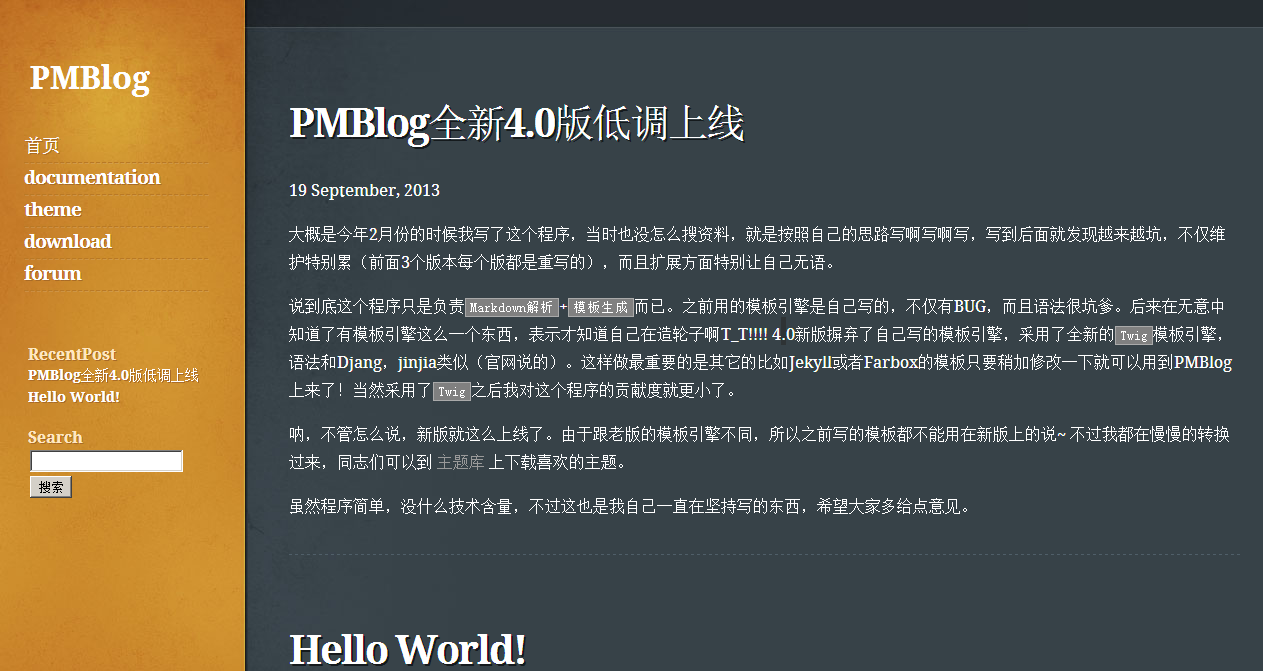 PMBlog
首页
documentation
theme
download
forum
RecentPost
PMBlog全新4.0版低调上线
Hello World!
Search
搜索
PMBlog全新4.0版低调上线
19 September, 2013
大概是今年2月份的时候我写了这个程序，当时也没怎么搜资料，就是按照自己的思路写啊写啊写，写到后面就发现越来越坑，不仅维
护特别累（前面3个版本每个版都是重写的），而且扩展方面特别让自己无语。
说到底这个程序只是负责Markdown解析+模板生成而已。之前用的模板引擎是自己写的，不仅有BUG，而且语法很坑爹。后来在无意中
知道了有模板引擎这么一个东西，表示才知道自己在造轮子啊T_T!!!! 4.0新版摒弃了自己写的模板引擎，采用了全新的Twig模板引擎，
语法和Djang，jinjia类似（官网说的）。这样做最重要的是其它的比如Jekyll或者Farbox的模板只要稍加修改一下就可以用到PMBlog
上来了！当然采用了Twig之后我对这个程序的贡献度就更小了。
呐，不管怎么说，新版就这么上线了。由于跟老版的模板引擎不同，所以之前写的模板都不能用在新版上的说~ 不过我都在慢慢的转换
过来，同志们可以到 主题库 上下载喜欢的主题。
虽然程序简单，没什么技术含量，不过这也是我自己一直在坚持写的东西，希望大家多给点意见。
Hello World!